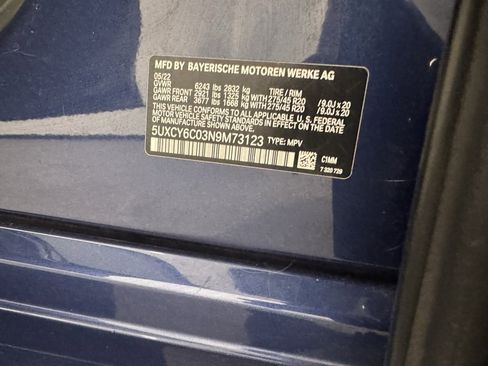 MFD BY BAYERISCHE MOTOREN WERKE AG
05/22
GVWR 6243 lbs 2832 kg TIRE / RIM
GAWR FRONT 2921 lbs 1325 kg WITH 275/45 R20 / 9.0J x 20
GAWR REAR 3677 lbs 1668 kg WITH 275/45 R20 / 9.0J x 20
THIS VEHICLE CONFORMS TO ALL APPLICABLE
FEDERAL MOTOR VEHICLE SAFETY STANDARDS
IN EFFECT ON THE DATE OF MANUFACTURE
SHOWN ABOVE.
5UXCY6C03N9M73123 TYPE: MPV
C1MM
7 320 729